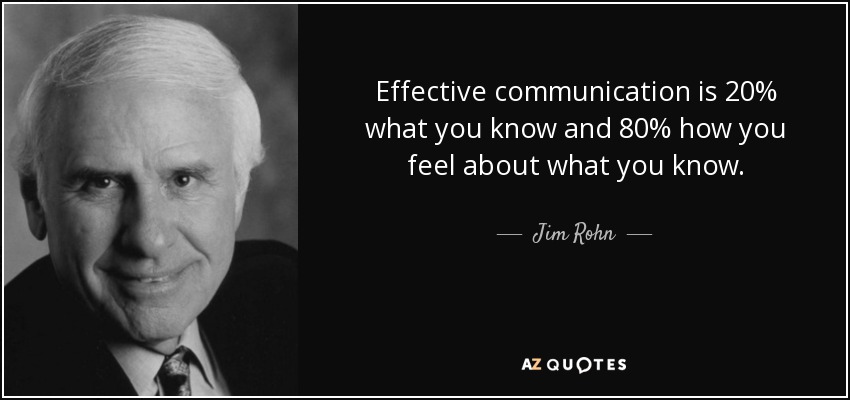 Effective communication is 20%
what you know and 80% how you
feel about what you know.
Jim Rohn
AZ QUOTES